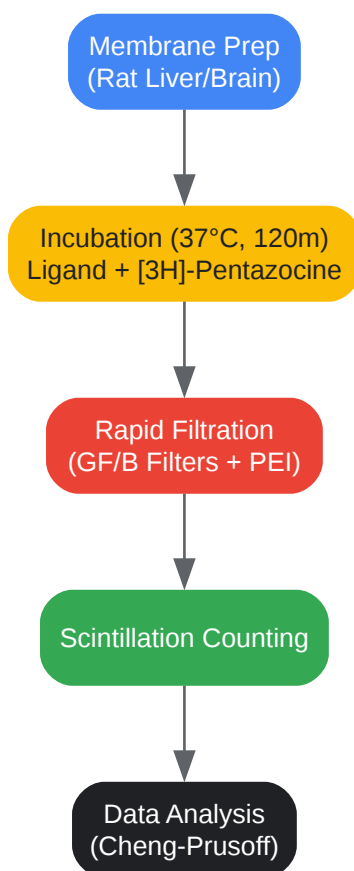 Membrane Prep
(Rat Liver/Brain)
Incubation (37°C, 120m)
Ligand + [3H]-Pentazocine
Rapid Filtration
(GF/B Filters + PEI)
Scintillation Counting
Data Analysis
(Cheng-Prusoff)